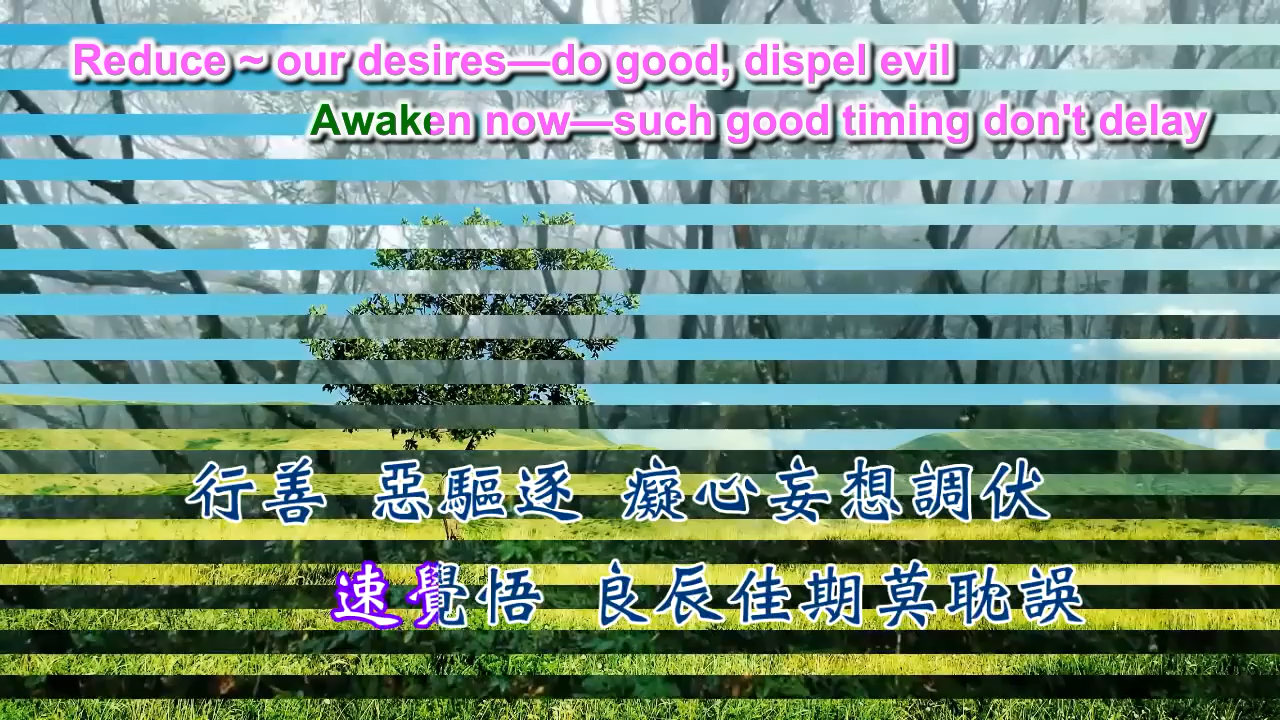 Reduce ~ our desires—do good, dispel evil
Awaken now—such good timing don't delay
行善 惡驅逐 癡心妄想調伏
速覺悟 良辰佳期莫耽誤